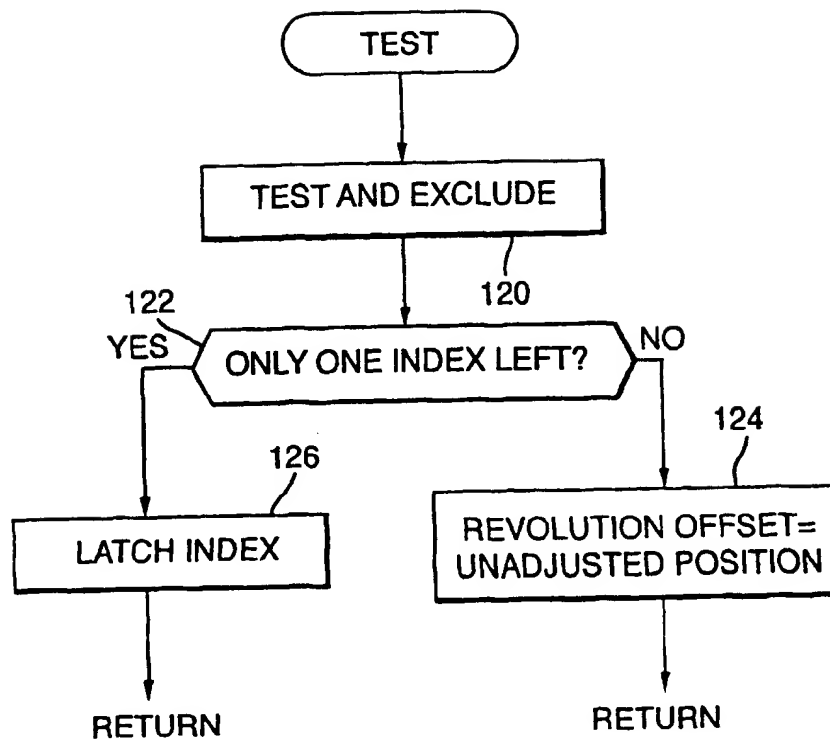 TEST
TEST AND EXCLUDE
120
122
YES
ONLY ONE INDEX LEFT?
NO
126
124
LATCH INDEX
REVOLUTION OFFSET=
UNADJUSTED POSITION
RETURN
RETURN